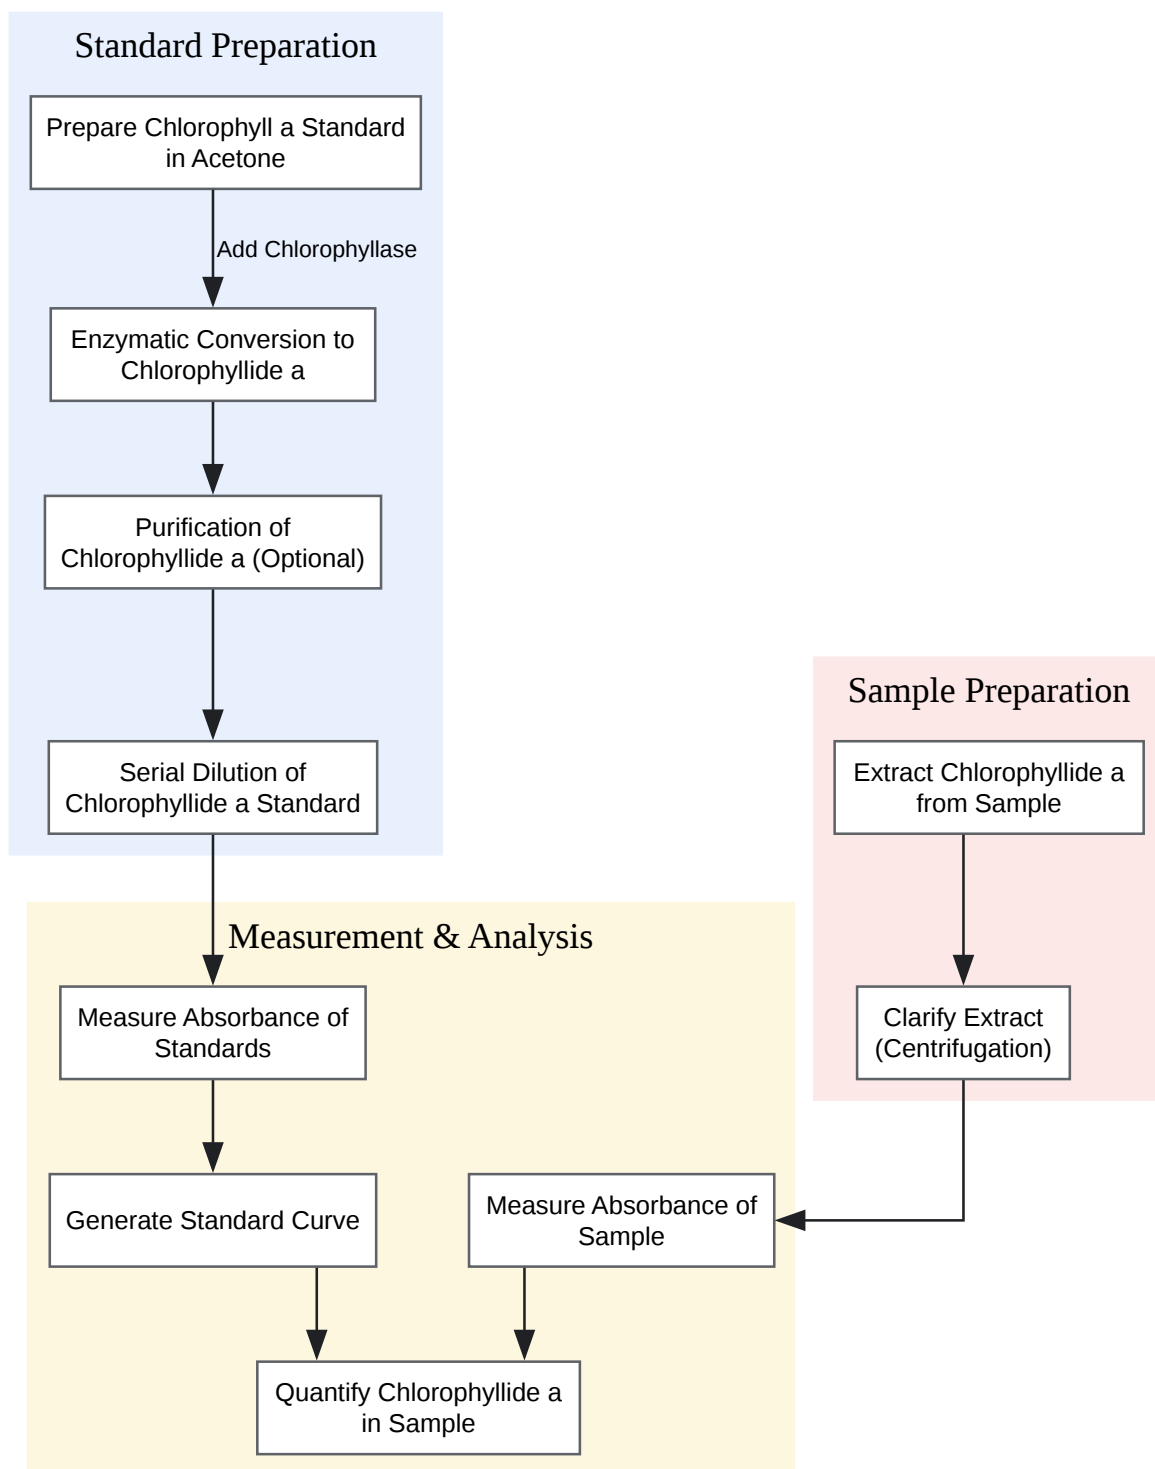 Standard Preparation
Prepare Chlorophyll a Standard
in Acetone
Add Chlorophyllase
Enzymatic Conversion to
Chlorophyllide a
Purification of
Chlorophyllide a (Optional)
Serial Dilution of
Chlorophyllide a Standard
Sample Preparation
Extract Chlorophyllide a
from Sample
Clarify Extract
(Centrifugation)
Measurement & Analysis
Measure Absorbance of
Standards
Generate Standard Curve
Measure Absorbance of
Sample
Quantify Chlorophyllide a
in Sample